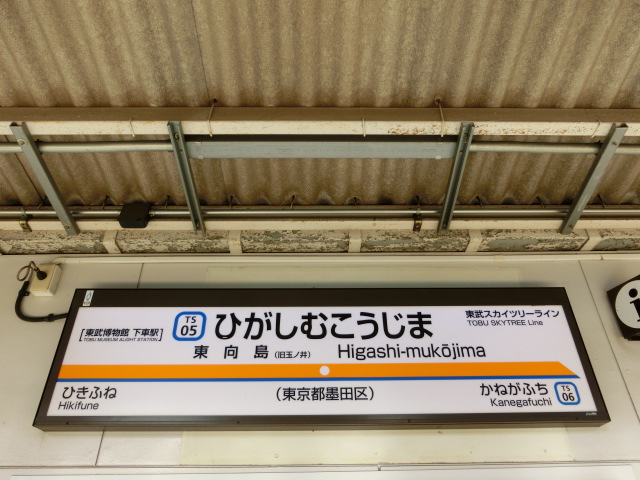 [東武博物館 下車駅]
TOBU MUSEUM ALIGHT STATION
TS
05
ひがしむこうじま
東武スカイツリーライン
TOBU SKYTREE Line
東向島(旧玉ノ井)
Higashi-mukōjima
ひきふね
Hikifune
(東京都墨田区)
かねがふち
Kanegafuchi
TS
06
i